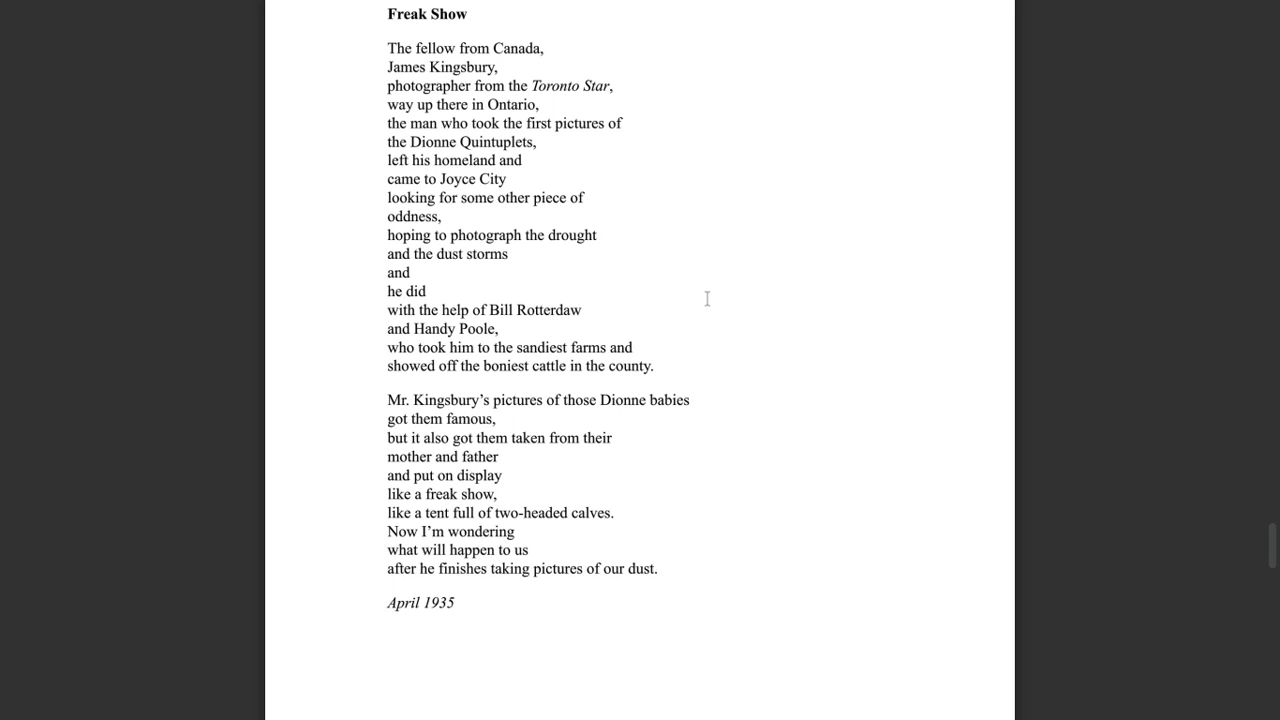 Freak Show
The fellow from Canada,
James Kingsbury,
photographer from the Toronto Star,
way up there in Ontario,
the man who took the first pictures of
the Dionne Quintuplets,
left his homeland and
came to Joyce City
looking for some other piece of
oddness,
hoping to photograph the drought
and the dust storms
and
he did
with the help of Bill Rotterdaw
and Handy Poole,
who took him to the sandiest farms and
showed off the boniest cattle in the county.
Mr. Kingsbury’s pictures of those Dionne babies
got them famous,
but it also got them taken from their
mother and father
and put on display
like a freak show,
like a tent full of two-headed calves.
Now I’m wondering
what will happen to us
after he finishes taking pictures of our dust.
April 1935